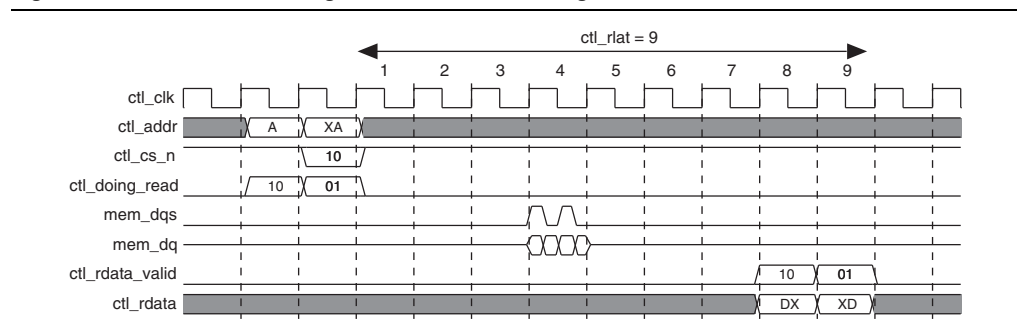 ctl_rlat = 9
1 2 3 4 5 6 7 8 9
ctl_clk
ctl_addr A XA
ctl_cs_n 10
ctl_doing_read 10 01
mem_dqs
mem_dq
ctl_rdata_valid 10 01
ctl_rdata DX XD